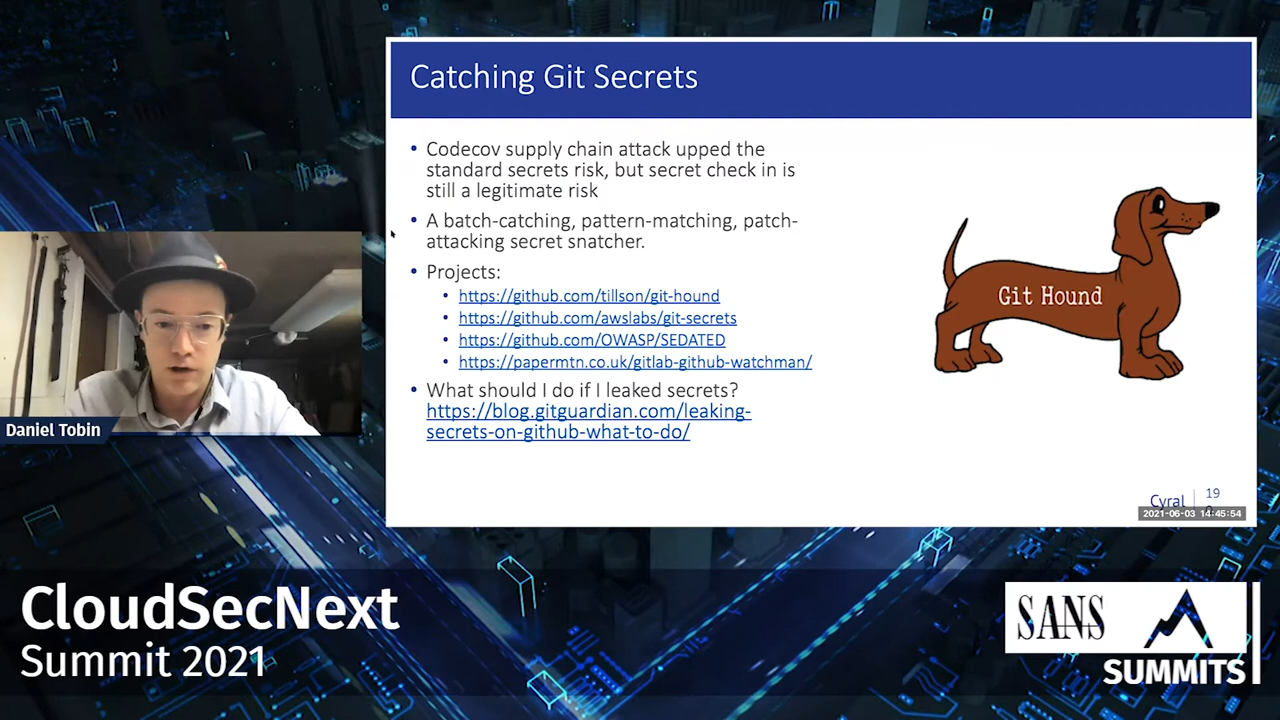 Catching Git Secrets
• Codecov supply chain attack upped the
standard secrets risk, but secret check in is
still a legitimate risk
• A batch-catching, pattern-matching, patch-
attacking secret snatcher.
• Projects:
• https://github.com/tillson/git-hound
• https://github.com/awslabs/git-secrets
• https://github.com/OWASP/SEDATED
• https://papermtn.co.uk/gitlab-github-watchman/
• What should I do if I leaked secrets?
https://blog.gitguardian.com/leaking-
secrets-on-github-what-to-do/
Git Hound
Cyral
19
2021-06-03 14:45:54
Daniel Tobin
CloudSecNext
Summit 2021
SANS
SUMMITS